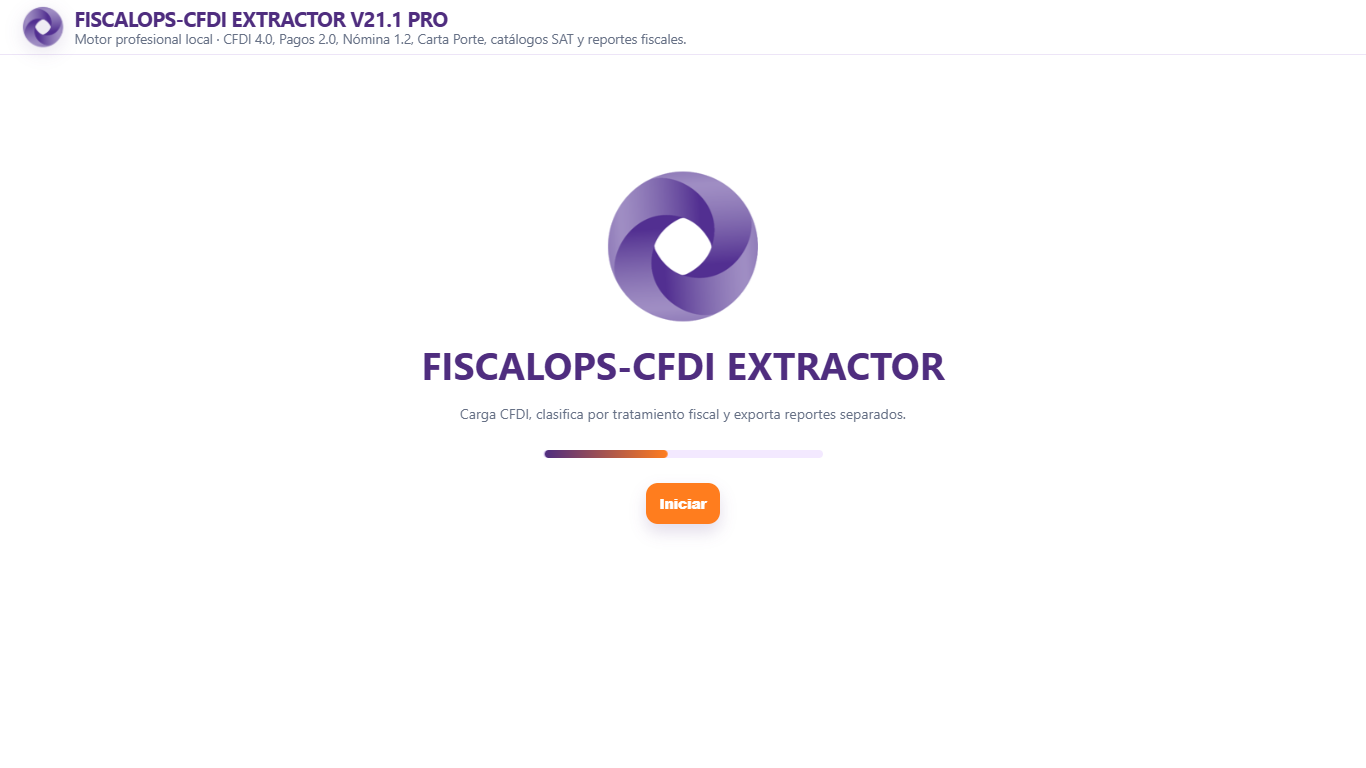 FISCALOPS-CFDI EXTRACTOR V21.1 PRO
Motor profesional local · CFDI 4.0, Pagos 2.0, Nómina 1.2, Carta Porte, catálogos SAT y reportes fiscales.
FISCALOPS-CFDI EXTRACTOR
Carga CFDI, clasifica por tratamiento fiscal y exporta reportes separados.
Iniciar